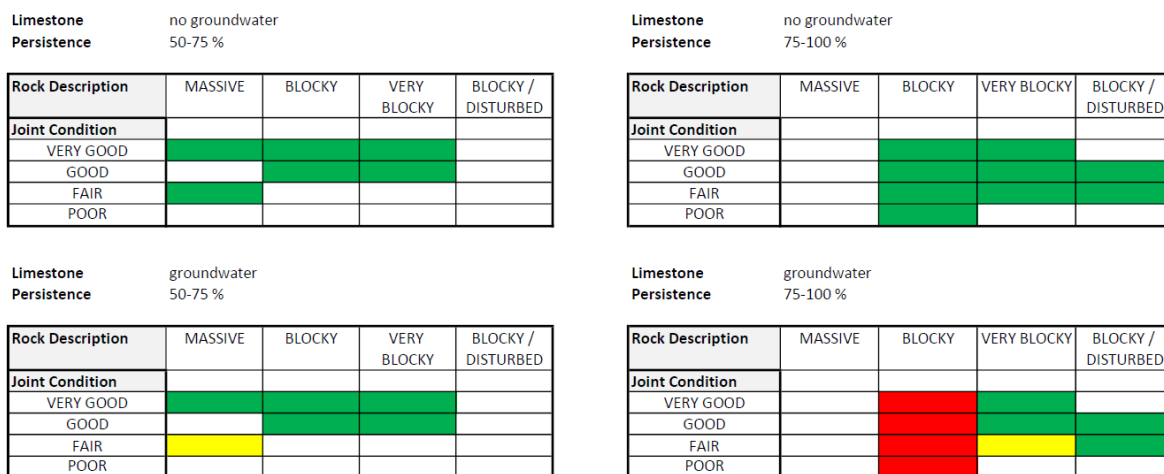 Limestone no groundwater
Persistence 50-75 %
Rock Description MASSIVE BLOCKY VERY BLOCKY BLOCKY / DISTURBED
Joint Condition
VERY GOOD
GOOD
FAIR
POOR
Limestone no groundwater
Persistence 75-100 %
Rock Description MASSIVE BLOCKY VERY BLOCKY BLOCKY / DISTURBED
Joint Condition
VERY GOOD
GOOD
FAIR
POOR
Limestone groundwater
Persistence 50-75 %
Rock Description MASSIVE BLOCKY VERY BLOCKY BLOCKY / DISTURBED
Joint Condition
VERY GOOD
GOOD
FAIR
POOR
Limestone groundwater
Persistence 75-100 %
Rock Description MASSIVE BLOCKY VERY BLOCKY BLOCKY / DISTURBED
Joint Condition
VERY GOOD
GOOD
FAIR
POOR